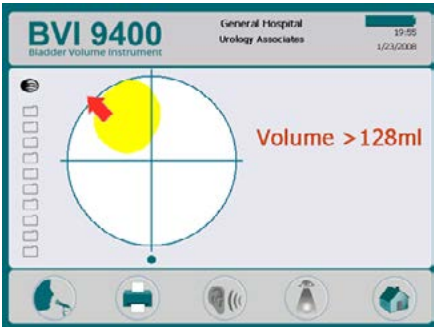 BVI 9400
Bladder Volume Instrument
General Hospital
Urology Associates
19:55
1/23/2008
Volume >128ml